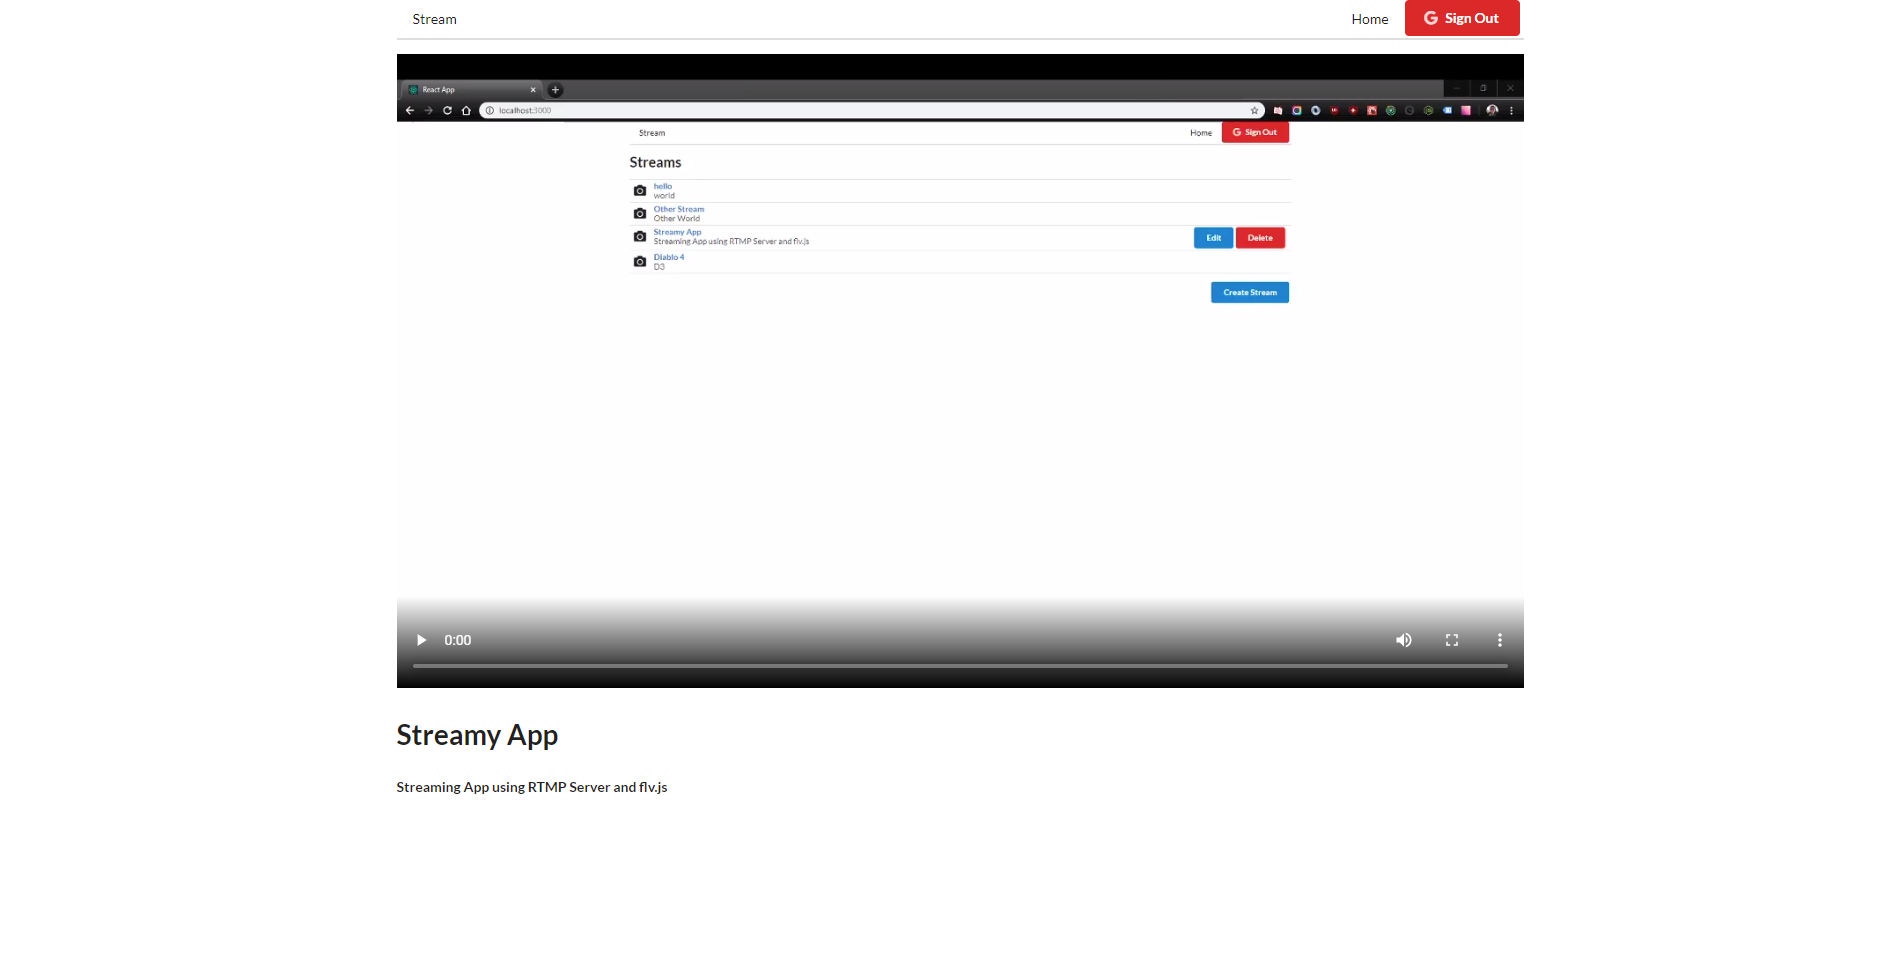 Stream Home Sign Out
React App
localhost:3000
Stream Home Sign Out
Streams
hello
world
Other Stream
Other World
Streamy App
Streaming App using RTMP Server and flv.js
Edit Delete
Diablo 4
D3
Create Stream
0:00
Streamy App
Streaming App using RTMP Server and flv.js